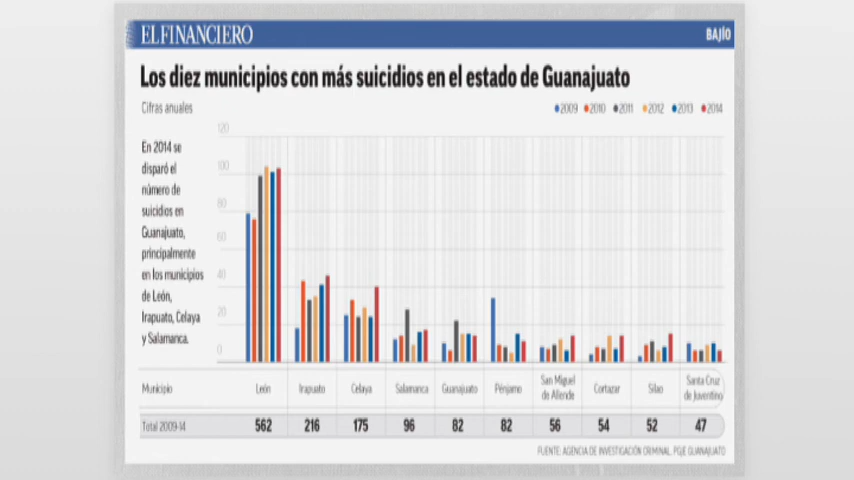 EL FINANCIERO
BAJÍO
Los diez municipios con más suicidios en el estado de Guanajuato
Cifras anuales
2009 2010 2011 2012 2013 2014
En 2014 se
disparó el
número de
suicidios en
Guanajuato,
principalmente
en los municipios
de León,
Irapuato, Celaya
y Salamanca.
120
100
80
60
40
20
0
Municipio León Irapuato Celaya Salamanca Guanajuato Pénjamo San Miguel de Allende Cortazar Silao Santa Cruz de Juventino
Total 2009-14 562 216 175 96 82 82 56 54 52 47
FUENTE: AGENCIA DE INVESTIGACIÓN CRIMINAL. PGJE GUANAJUATO